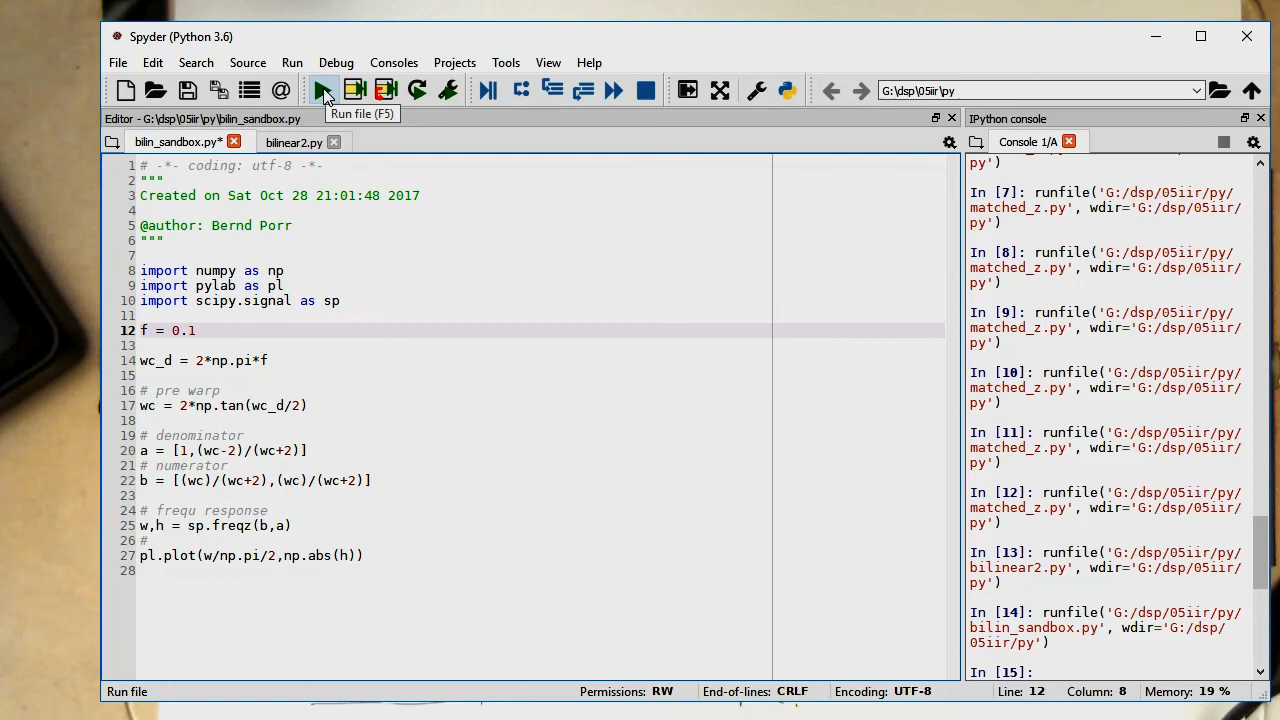 Spyder (Python 3.6)
File Edit Search Source Run Debug Consoles Projects Tools View Help
G:\dsp\05iir\py
Run file (F5)
Editor - G:\dsp\05iir\py\bilin_sandbox.py
IPython console
bilin_sandbox.py*
bilinear2.py
Console 1/A
1 # -*- coding: utf-8 -*-
2 """
3 Created on Sat Oct 28 21:01:48 2017
4
5 @author: Bernd Porr
6 """
7
8 import numpy as np
9 import pylab as pl
10 import scipy.signal as sp
11
12 f = 0.1
13
14 wc_d = 2*np.pi*f
15
16 # pre warp
17 wc = 2*np.tan(wc_d/2)
18
19 # denominator
20 a = [1,(wc-2)/(wc+2)]
21 # numerator
22 b = [(wc)/(wc+2),(wc)/(wc+2)]
23
24 # frequ response
25 w,h = sp.freqz(b,a)
26 #
27 pl.plot(w/np.pi/2,np.abs(h))
28
py')
In [7]: runfile('G:/dsp/05iir/py/
matched_z.py', wdir='G:/dsp/05iir/
py')
In [8]: runfile('G:/dsp/05iir/py/
matched_z.py', wdir='G:/dsp/05iir/
py')
In [9]: runfile('G:/dsp/05iir/py/
matched_z.py', wdir='G:/dsp/05iir/
py')
In [10]: runfile('G:/dsp/05iir/py/
matched_z.py', wdir='G:/dsp/05iir/
py')
In [11]: runfile('G:/dsp/05iir/py/
matched_z.py', wdir='G:/dsp/05iir/
py')
In [12]: runfile('G:/dsp/05iir/py/
matched_z.py', wdir='G:/dsp/05iir/
py')
In [13]: runfile('G:/dsp/05iir/py/
bilinear2.py', wdir='G:/dsp/05iir/
py')
In [14]: runfile('G:/dsp/05iir/py/
bilin_sandbox.py', wdir='G:/dsp/
05iir/py')
In [15]:
Run file Permissions: RW End-of-lines: CRLF Encoding: UTF-8 Line: 12 Column: 8 Memory: 19 %